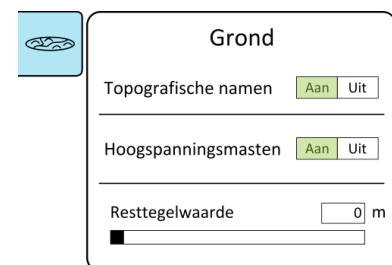 Grond
Topografische namen Aan Uit
Hoogspanningsmasten Aan Uit
Resttegelwaarde 0 m